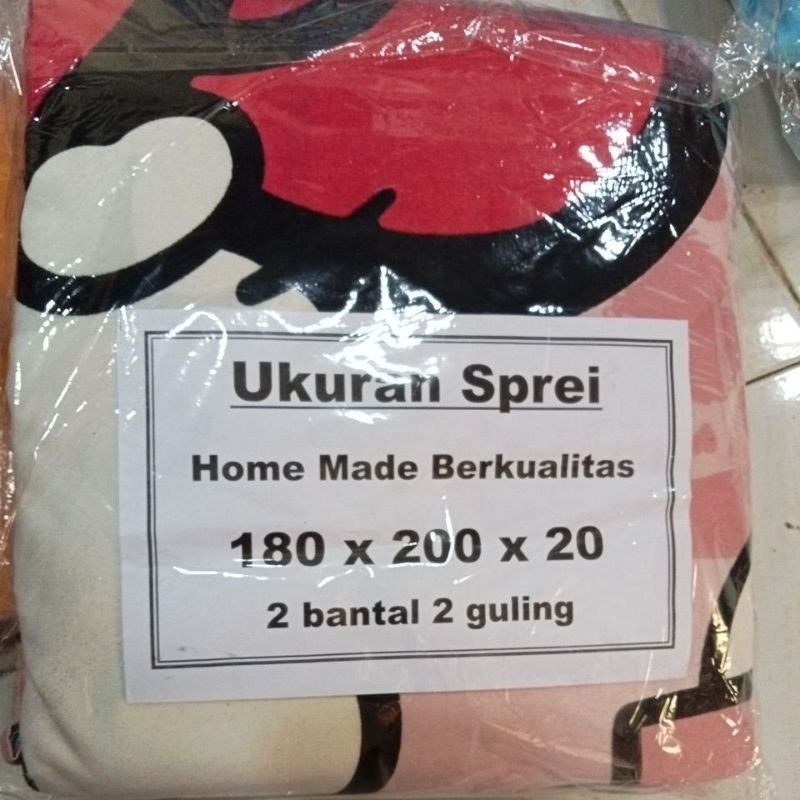 Ukuran Sprei
Home Made Berkualitas
180 x 200 x 20
2 bantal 2 guling